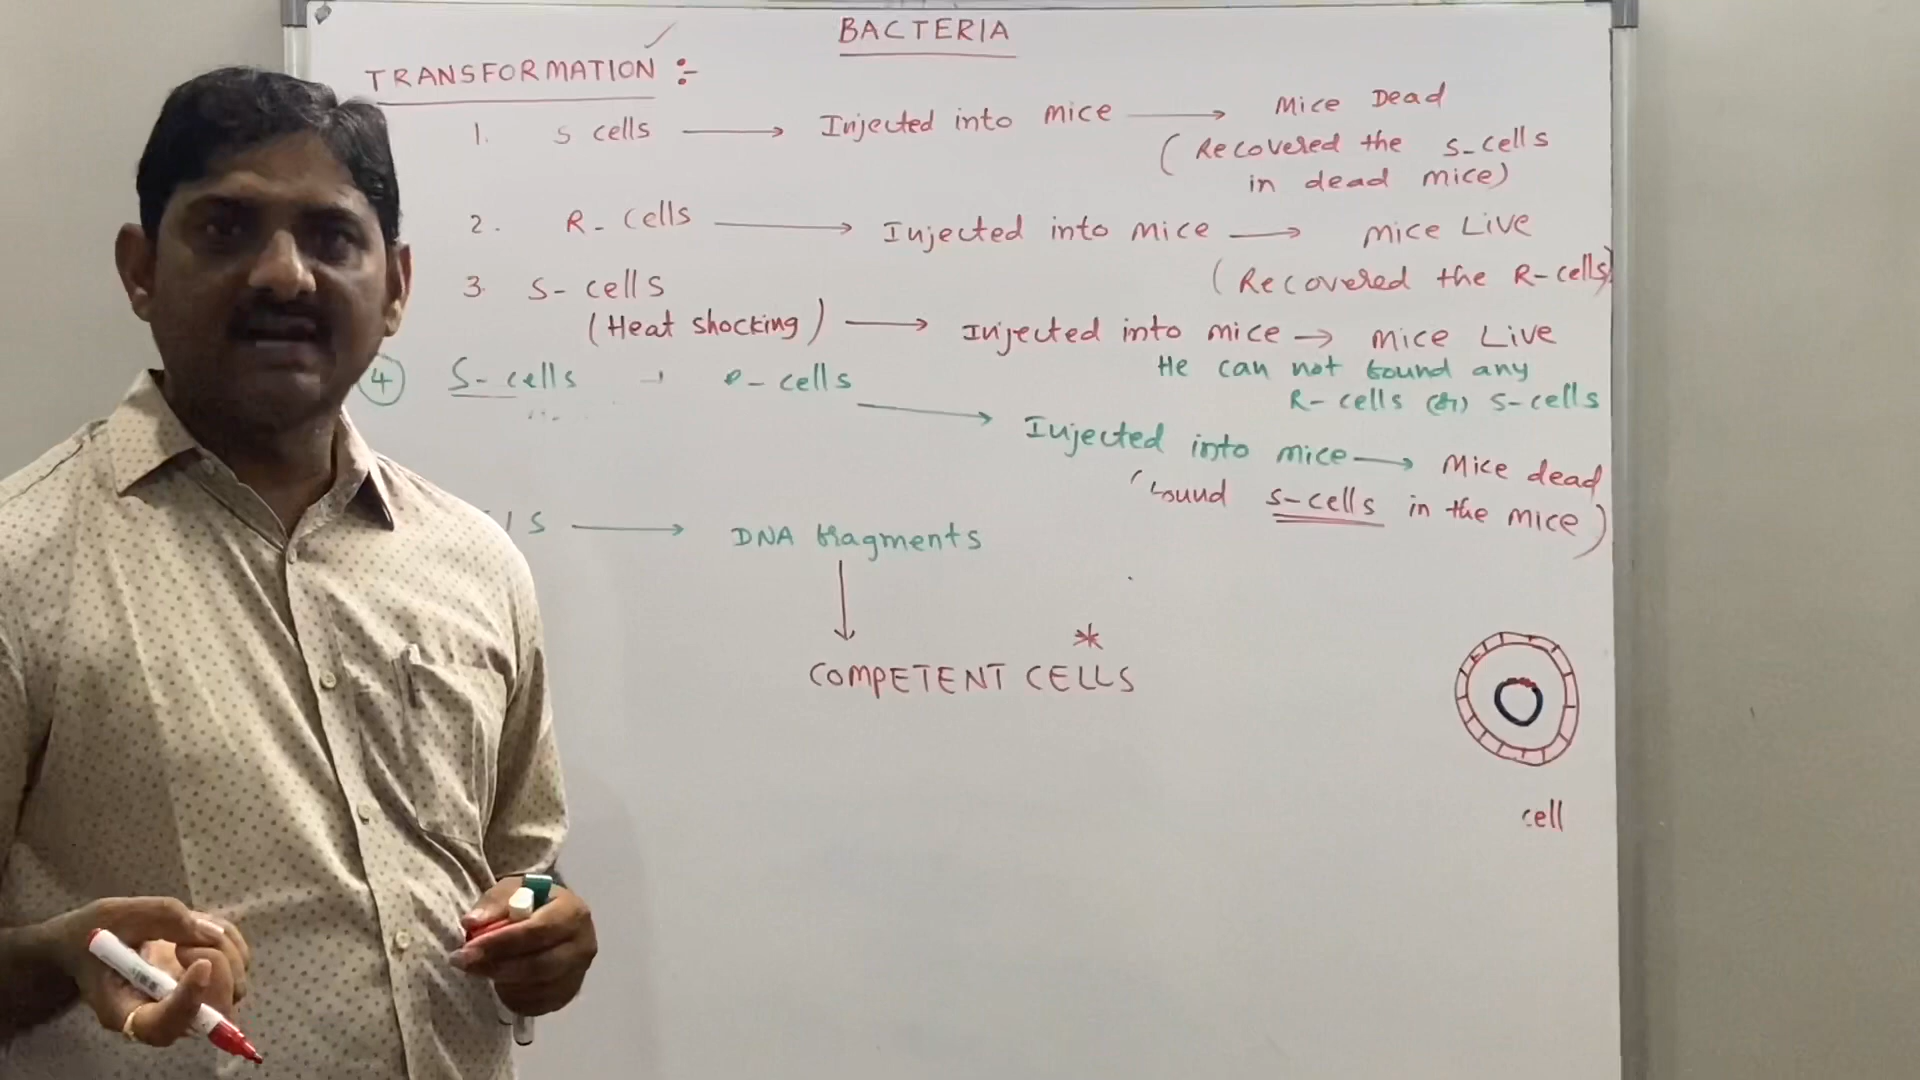 BACTERIA
TRANSFORMATION :-
1. S cells → Injected into mice → Mice Dead
(Recovered the S-cells
in dead mice)
2. R-cells → Injected into mice → mice Live
(Recovered the R-cells)
3. S-cells
(Heat shocking) → Injected into mice → mice Live
He can not found any
R-cells (or) S-cells
4 S-cells + -cells →
Injected into mice → Mice dead
(found S-cells in the mice)
→ DNA fragments
↓
*
COMPETENT CELLS
cell